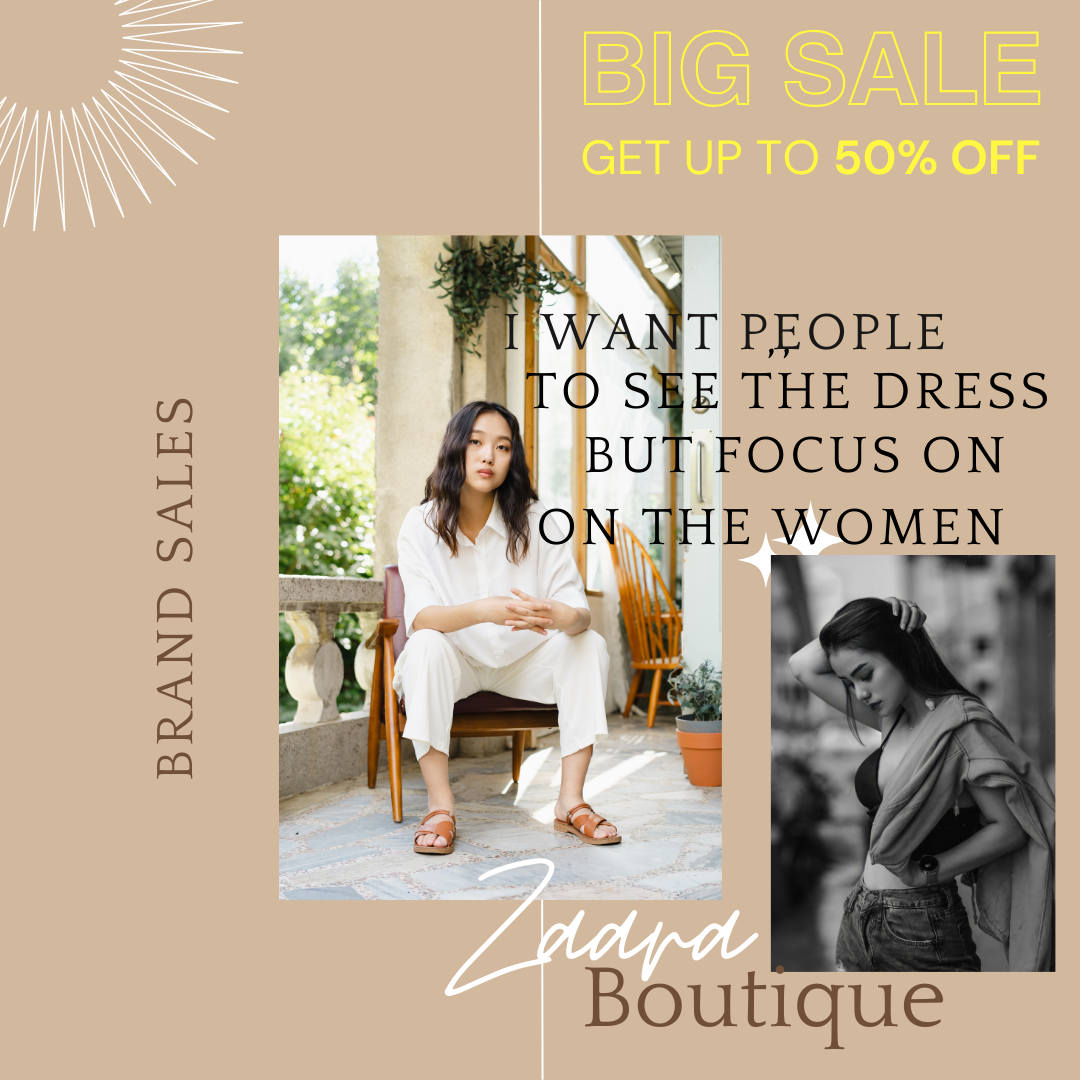 BIG SALE
GET UP TO 50% OFF
I WANT PEOPLE
,,
TO SEE THE DRESS
BUT FOCUS ON
ON THE WOMEN
BRAND SALES
Zaara
Boutique